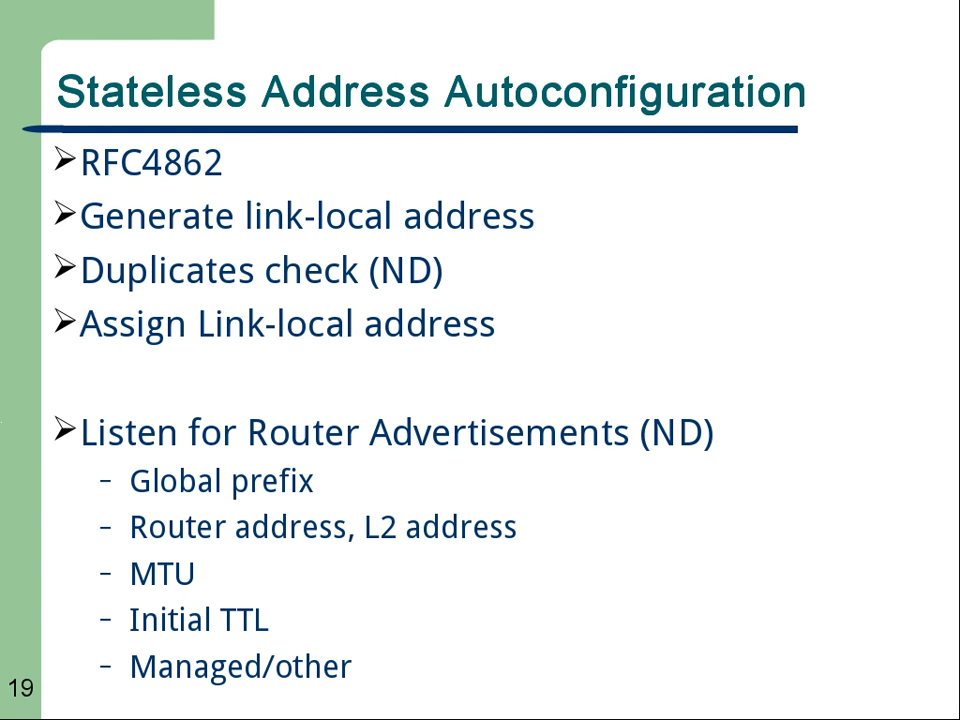 Stateless Address Autoconfiguration
➢RFC4862
➢Generate link-local address
➢Duplicates check (ND)
➢Assign Link-local address
➢Listen for Router Advertisements (ND)
– Global prefix
– Router address, L2 address
– MTU
– Initial TTL
– Managed/other
19